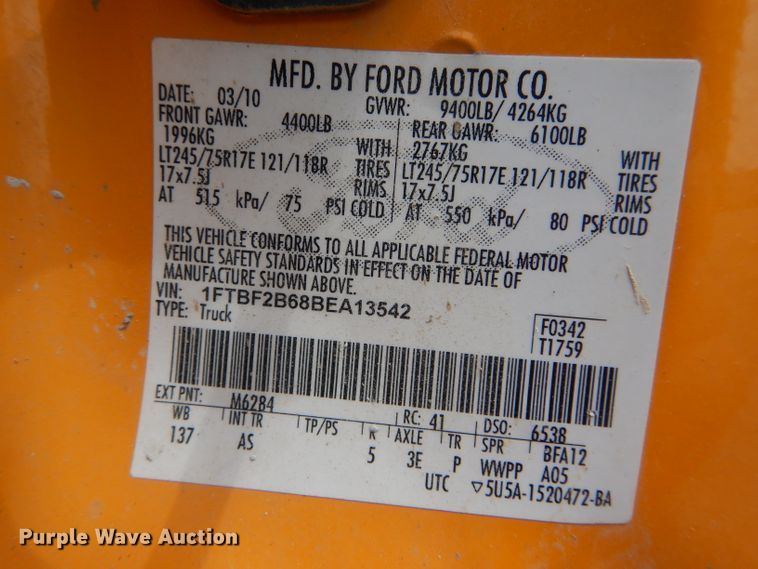 MFD. BY FORD MOTOR CO.
DATE: 03/10 GVWR: 9400LB/ 4264KG
FRONT GAWR: 4400LB REAR GAWR: 6100LB
1996KG WITH 2767KG WITH
LT245/75R17E 121/118R TIRES LT245/75R17E 121/118R TIRES
17x7.5J RIMS 17x7.5J RIMS
AT 515 kPa/ 75 PSI COLD AT 550 kPa/ 80 PSI COLD
THIS VEHICLE CONFORMS TO ALL APPLICABLE FEDERAL MOTOR
VEHICLE SAFETY STANDARDS IN EFFECT ON THE DATE OF
MANUFACTURE SHOWN ABOVE.
VIN: 1FTBF2B68BEA13542
TYPE: Truck
F0342
T1759
EXT PNT: M6284 RC: 41 DSO: 6538
WB INT TR TP/PS R AXLE TR SPR BFA12
137 AS 5 3E P WWPP A05
UTC ▽5U5A-1520472-BA
Purple Wave Auction